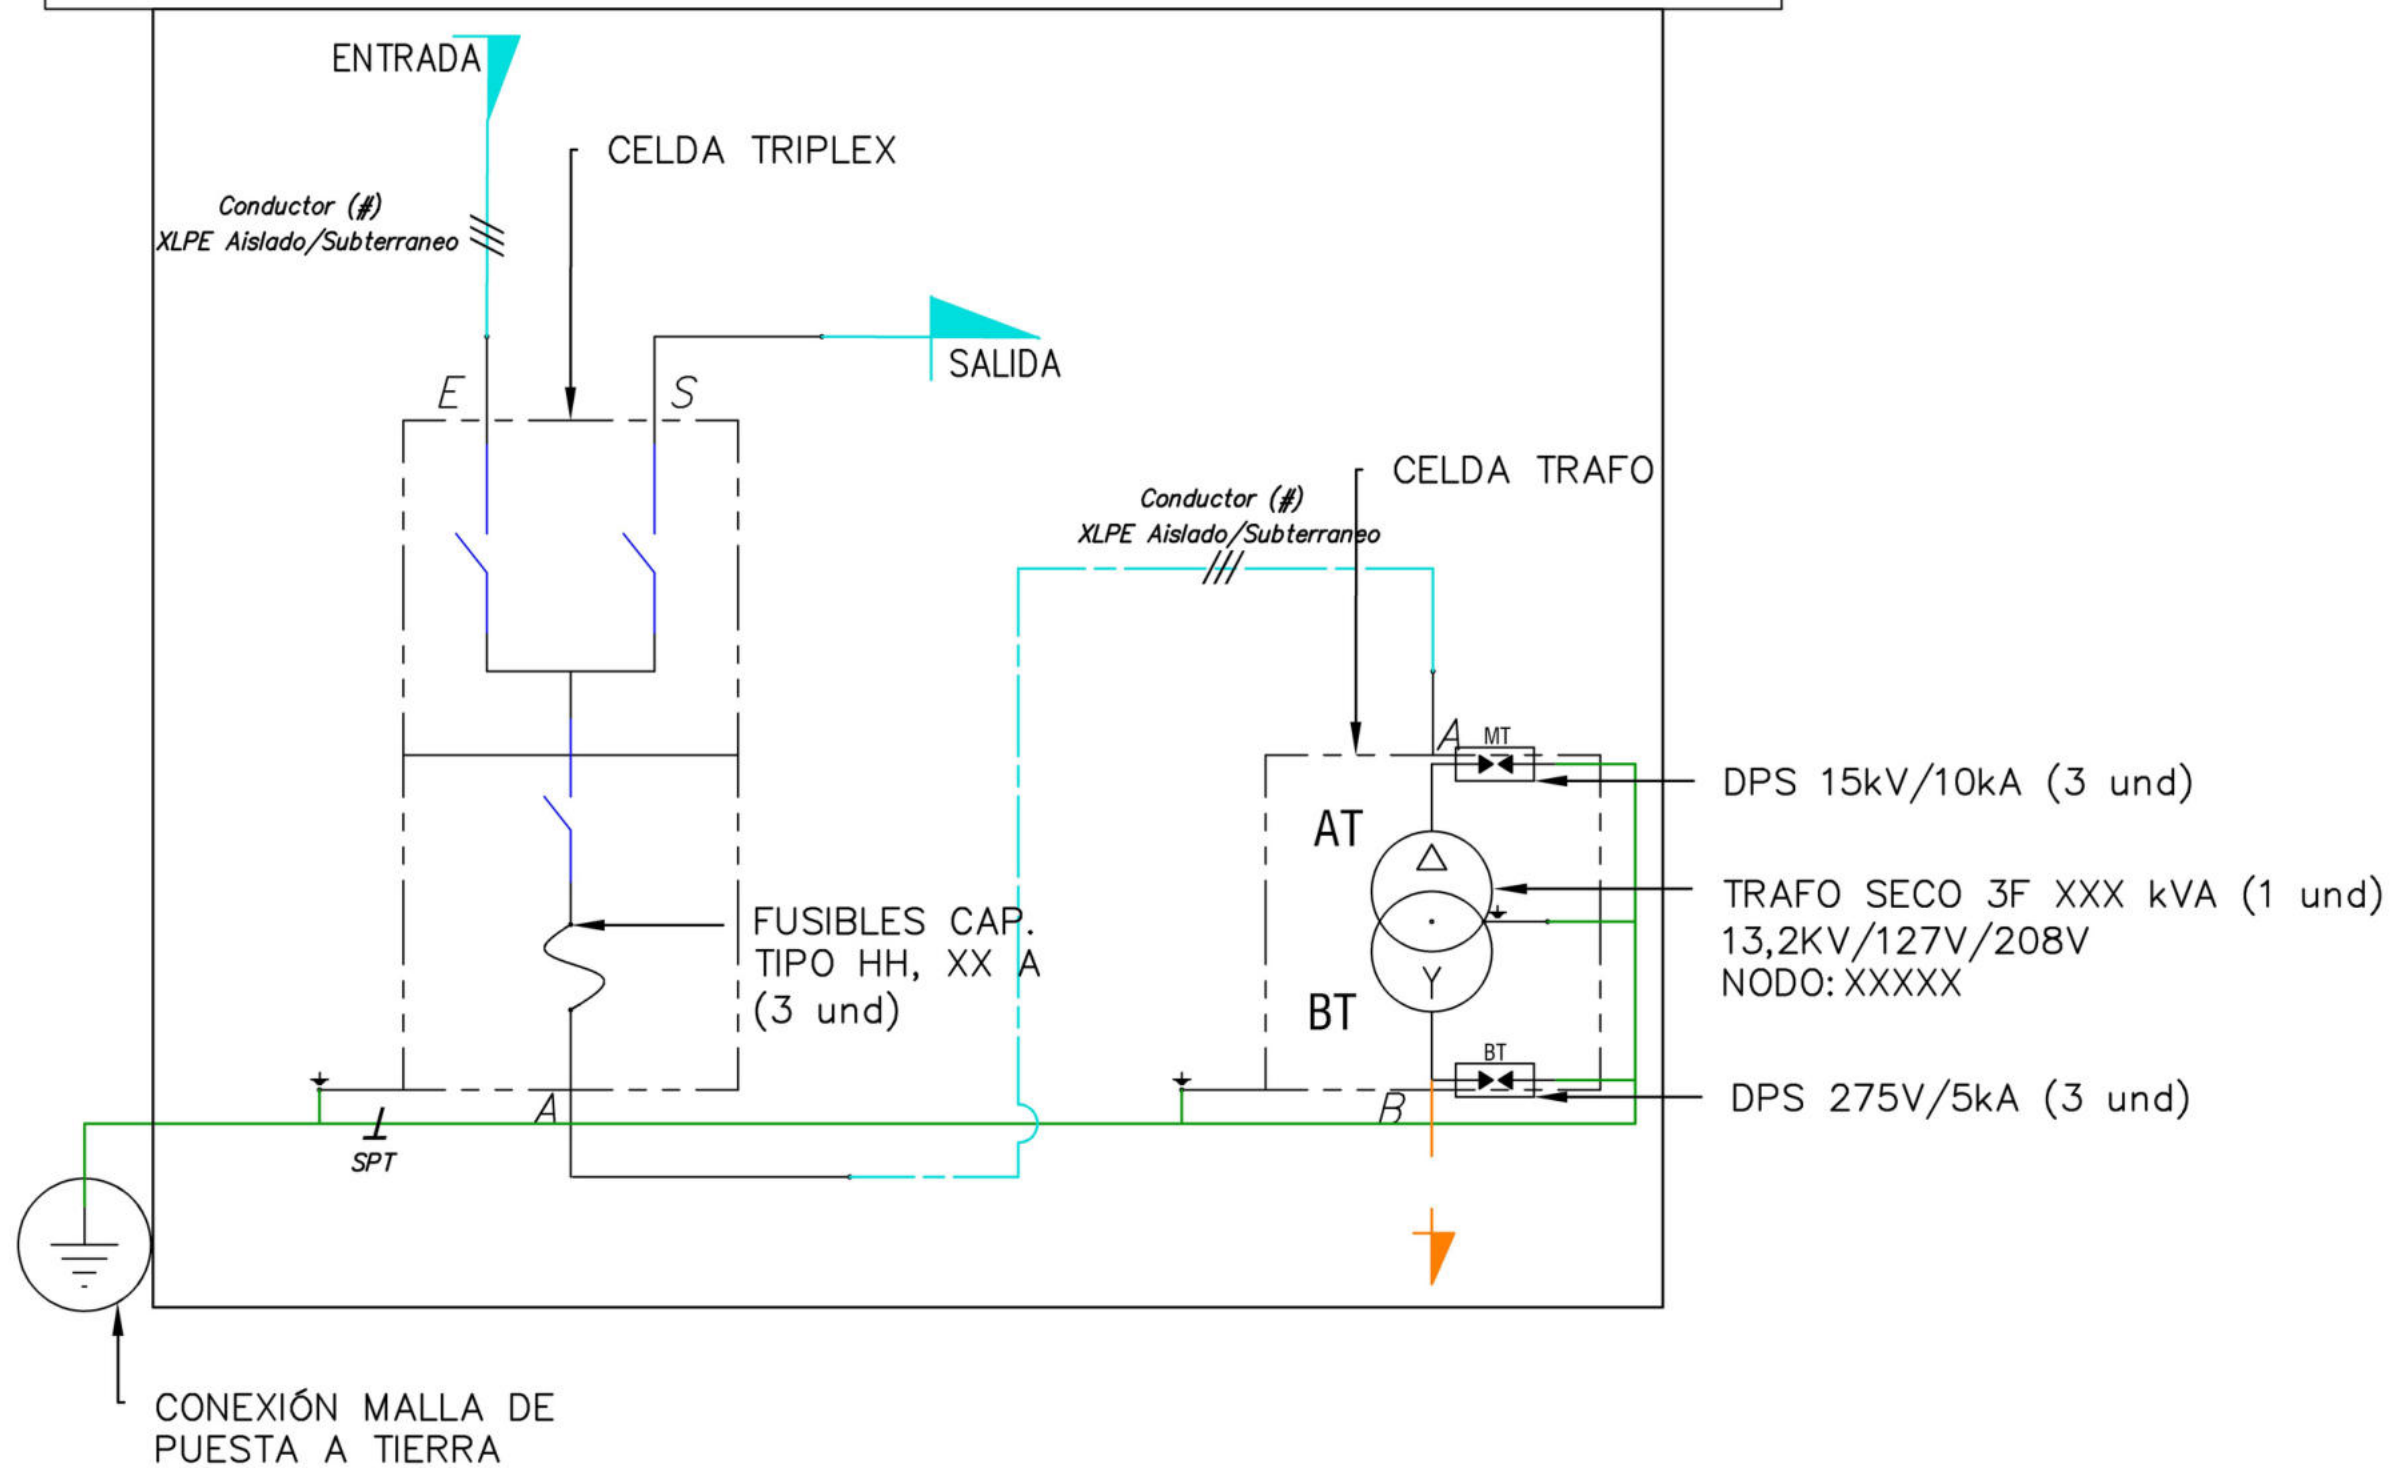 ENTRADA
CELDA TRIPLEX
Conductor (#)
XLPE Aislado/Subterraneo
SALIDA
E
S
CELDA TRAFO
Conductor (#)
XLPE Aislado/Subterraneo
A
MT
DPS 15kV/10kA (3 und)
AT
TRAFO SECO 3F XXX kVA (1 und)
13,2KV/127V/208V
NODO: XXXXX
FUSIBLES CAP.
TIPO HH, XX A
(3 und)
Y
BT
BT
DPS 275V/5kA (3 und)
A
B
SPT
CONEXIÓN MALLA DE
PUESTA A TIERRA